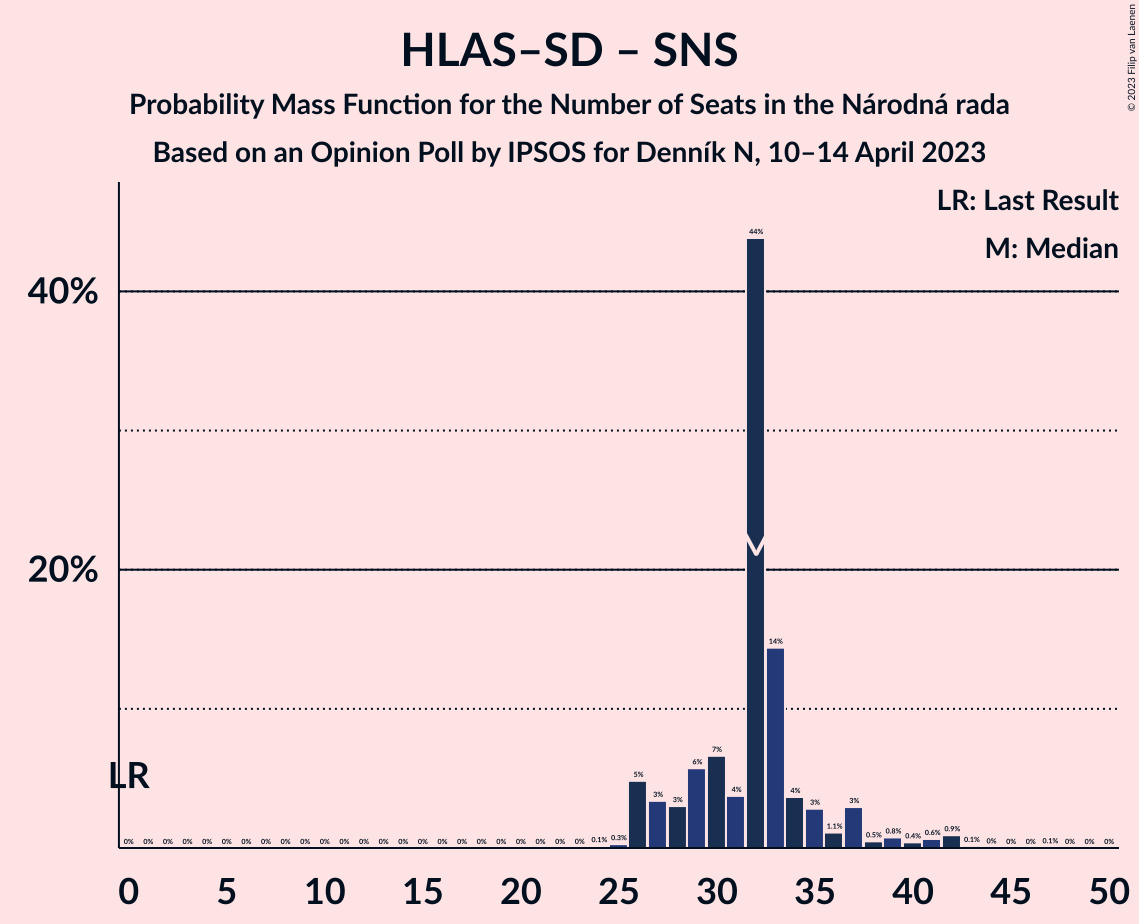 HLAS–SD – SNS
Probability Mass Function for the Number of Seats in the Národná rada
Based on an Opinion Poll by IPSOS for Denník N, 10–14 April 2023
© 2023 Filip van Laenen
LR: Last Result
M: Median
40%
20%
LR
0% 0% 0% 0% 0% 0% 0% 0% 0% 0% 0% 0% 0% 0% 0% 0% 0% 0% 0% 0% 0% 0% 0% 0% 0.1% 0.3% 5% 3% 3% 6% 7% 4% 44% 14% 4% 3% 1.1% 3% 0.5% 0.8% 0.4% 0.6% 0.9% 0.1% 0% 0% 0% 0.1% 0% 0% 0%
0 5 10 15 20 25 30 35 40 45 50